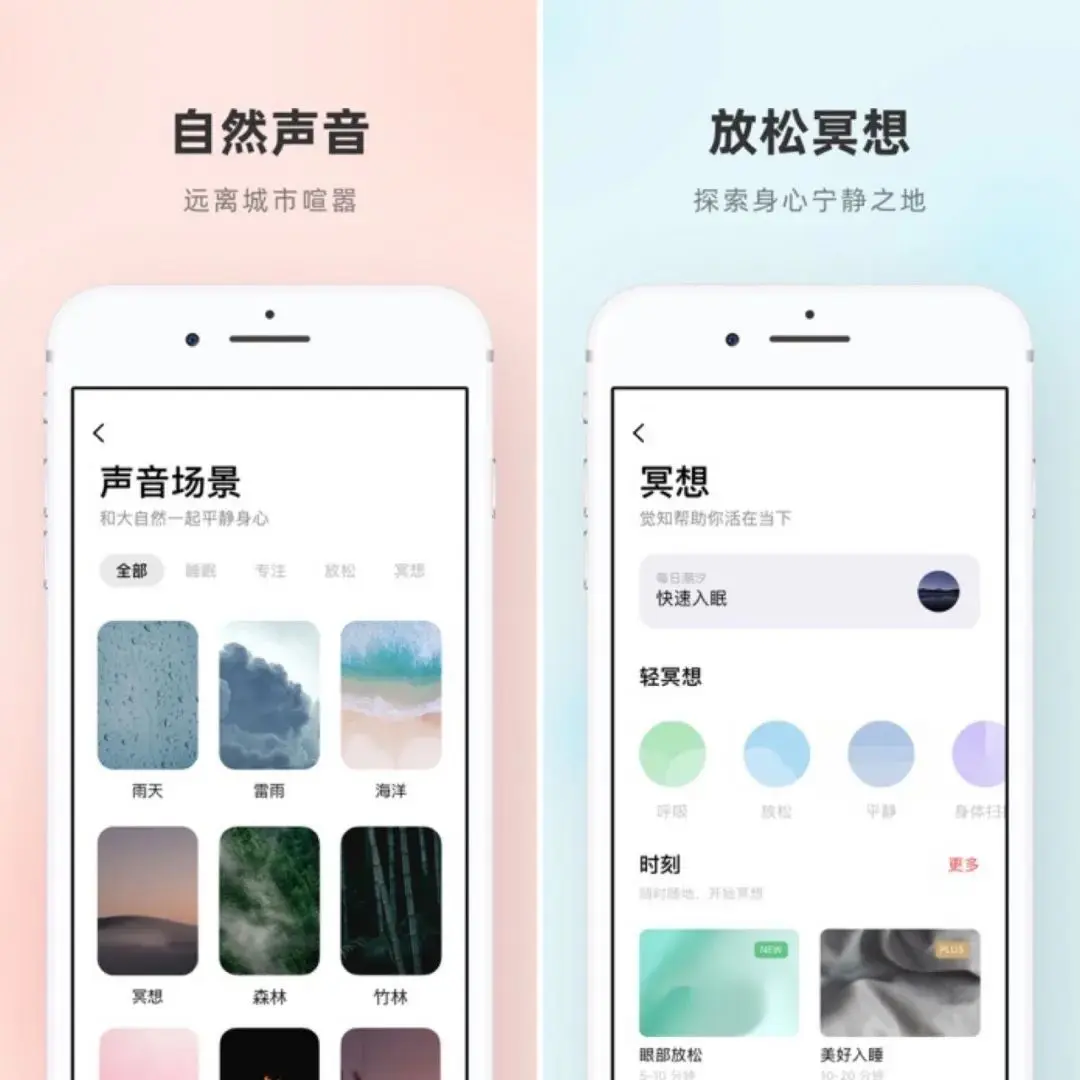 自然声音
远离城市喧嚣
声音场景
和大自然一起平静身心
全部 睡眠 专注 放松 冥想
雨天 雷雨 海洋
冥想 森林 竹林
放松冥想
探索身心宁静之地
冥想
觉知帮助你活在当下
每日潮汐
快速入眠
轻冥想
呼吸 放松 平静 身体扫
时刻 更多
随时随地，开始冥想
NEW PLUS
眼部放松 美好入睡
5-10 分钟 10-20 分钟